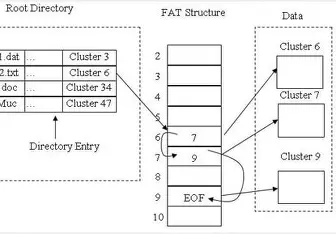 Root Directory
FAT Structure
Data
1.dat ... Cluster 3
2.txt ... Cluster 6
doc ... Cluster 34
Muc ... Cluster 47
Directory Entry
2
3
4
5
6 7
7 9
8
9 EOF
10
Cluster 6
Cluster 7
Cluster 9